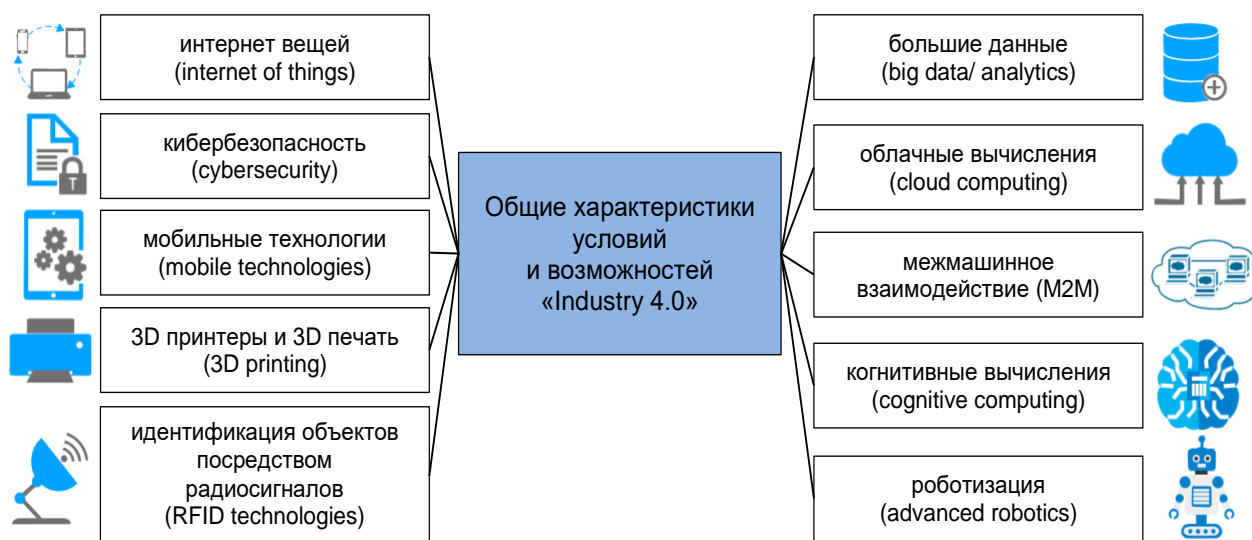 интернет вещей
(internet of things)
кибербезопасность
(cybersecurity)
мобильные технологии
(mobile technologies)
3D принтеры и 3D печать
(3D printing)
идентификация объектов
посредством
радиосигналов
(RFID technologies)
Общие характеристики
условий
и возможностей
«Industry 4.0»
большие данные
(big data/ analytics)
облачные вычисления
(cloud computing)
межмашинное
взаимодействие (M2M)
когнитивные вычисления
(cognitive computing)
роботизация
(advanced robotics)